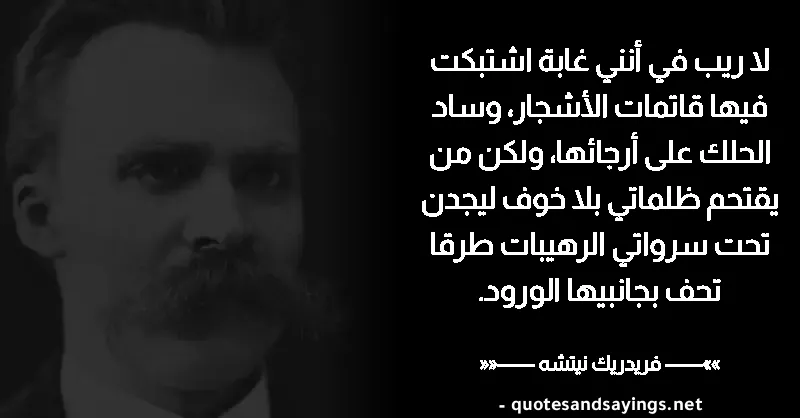 لا ريب في أنني غابة اشتبكت
فيها قاتمات الأشجار، وساد
الحلك على أرجائها، ولكن من
يقتحم ظلماتي بلا خوف ليجدن
تحت سرواتي الرهيبات طرقا
تحف بجانبيها الورود.
»»—— فريدريك نيتشه ——««
- quotesandsayings.net